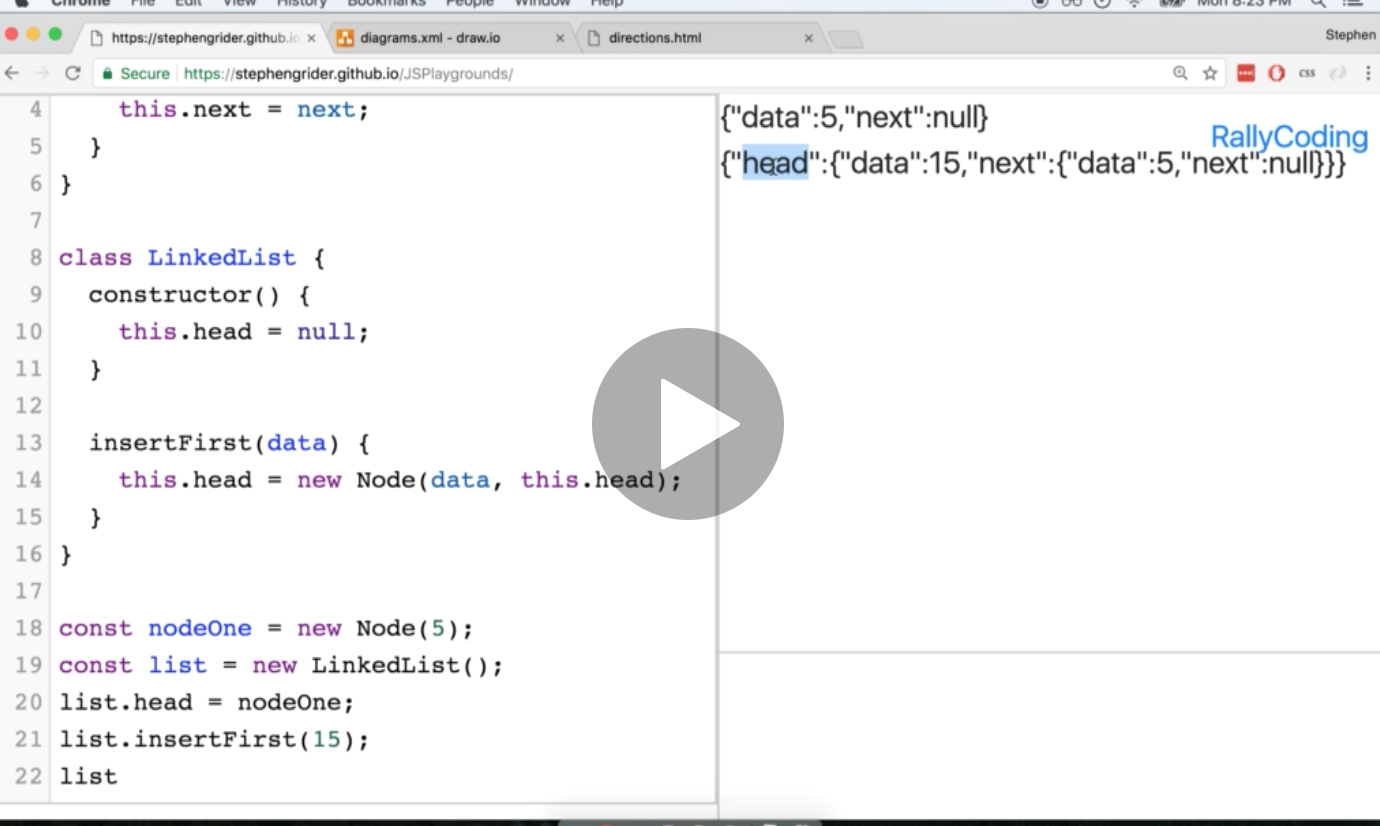 Chrome File Edit View History Bookmarks People Window Help Mon 8:23 PM
https://stephengrider.github.io diagrams.xml - draw.io directions.html Stephen
Secure https://stephengrider.github.io/JSPlaygrounds/ css
4 this.next = next;
5 }
6 }
7
8 class LinkedList {
9 constructor() {
10 this.head = null;
11 }
12
13 insertFirst(data) {
14 this.head = new Node(data, this.head);
15 }
16 }
17
18 const nodeOne = new Node(5);
19 const list = new LinkedList();
20 list.head = nodeOne;
21 list.insertFirst(15);
22 list
{"data":5,"next":null}
RallyCoding
{"head":{"data":15,"next":{"data":5,"next":null}}}